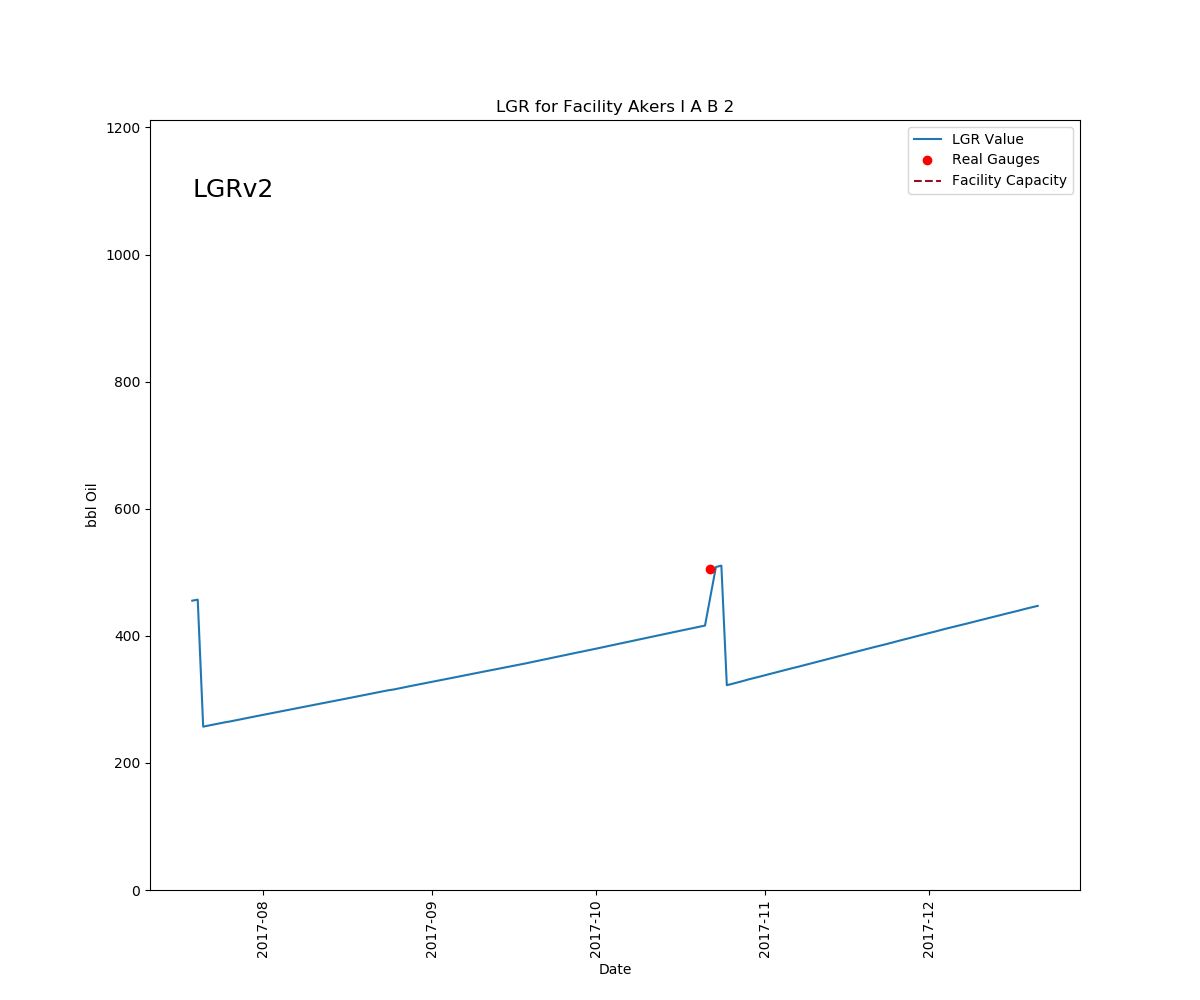 LGR for Facility Akers I A B 2
LGRv2
LGR Value
Real Gauges
Facility Capacity
1200
1000
800
600
400
200
0
bbl Oil
2017-08
2017-09
2017-10
2017-11
2017-12
Date